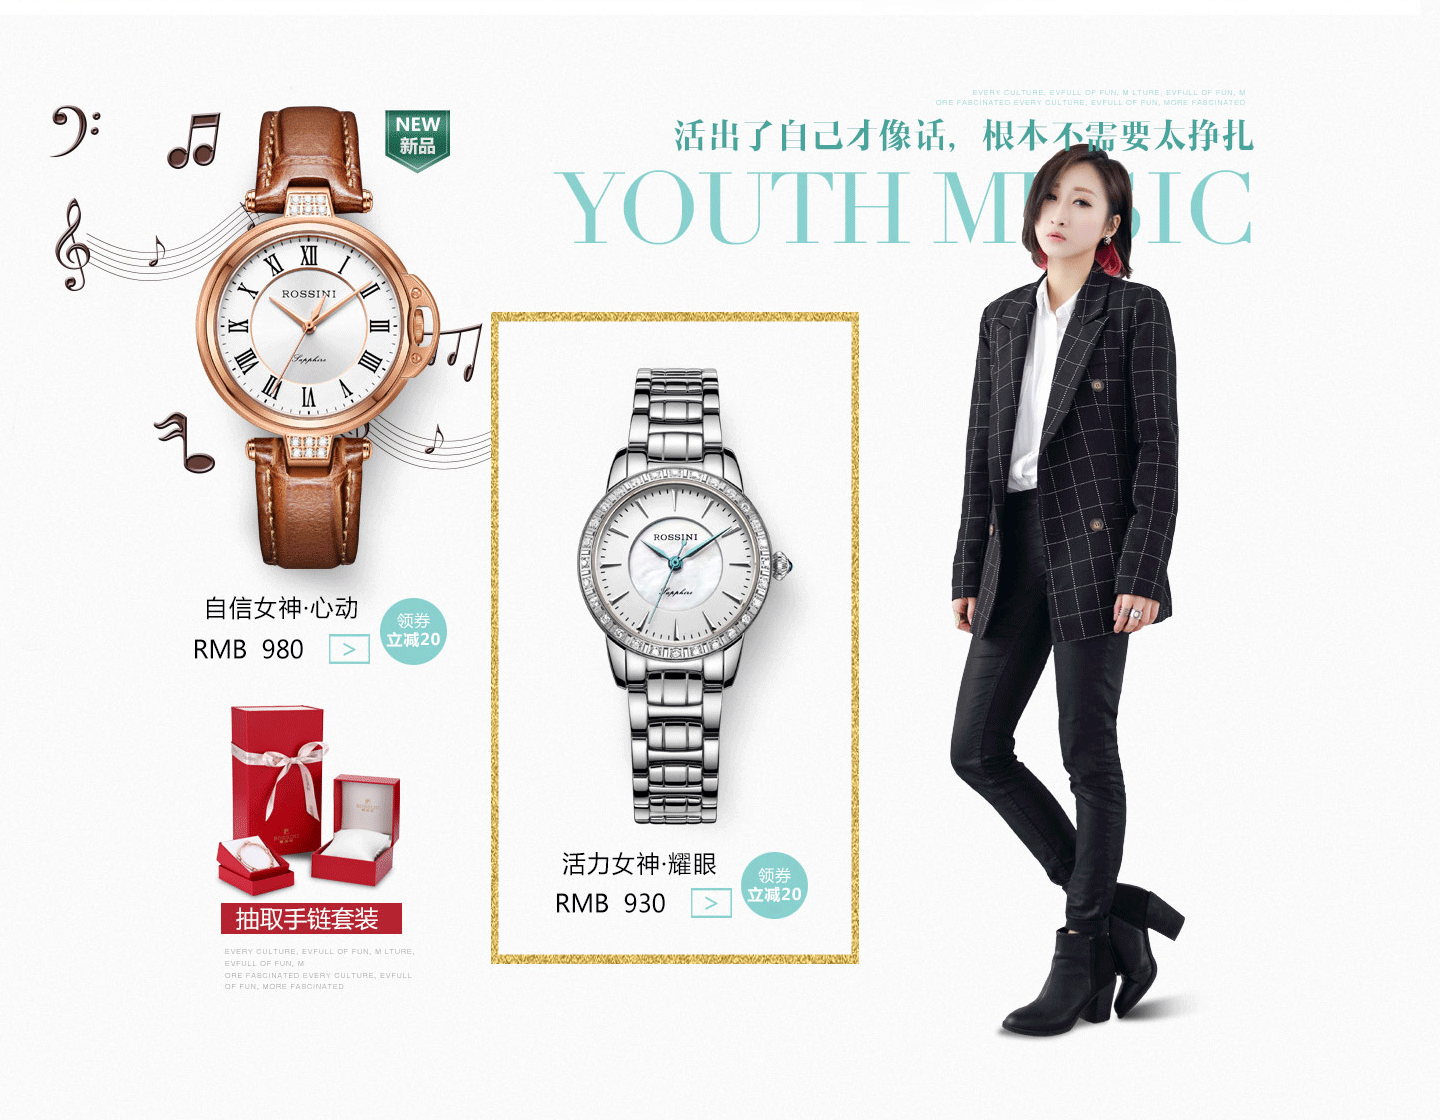 EVERY CULTURE, EVFULL OF FUN, M LTURE, EVFULL OF FUN, M
ORE FASCINATED EVERY CULTURE, EVFULL OF FUN, MORE FASCINATED
活出了自己才像话，根本不需要太挣扎
YOUTH MUSIC
NEW
新品
ROSSINI
Sapphire
自信女神·心动
RMB 980
>
领券
立减20
ROSSINI
Sapphire
活力女神·耀眼
RMB 930
>
领券
立减20
ROSSINI
ROSSINI
抽取手链套装
EVERY CULTURE, EVFULL OF FUN, M LTURE,
EVFULL OF FUN, M
ORE FASCINATED EVERY CULTURE, EVFULL
OF FUN, MORE FASCINATED